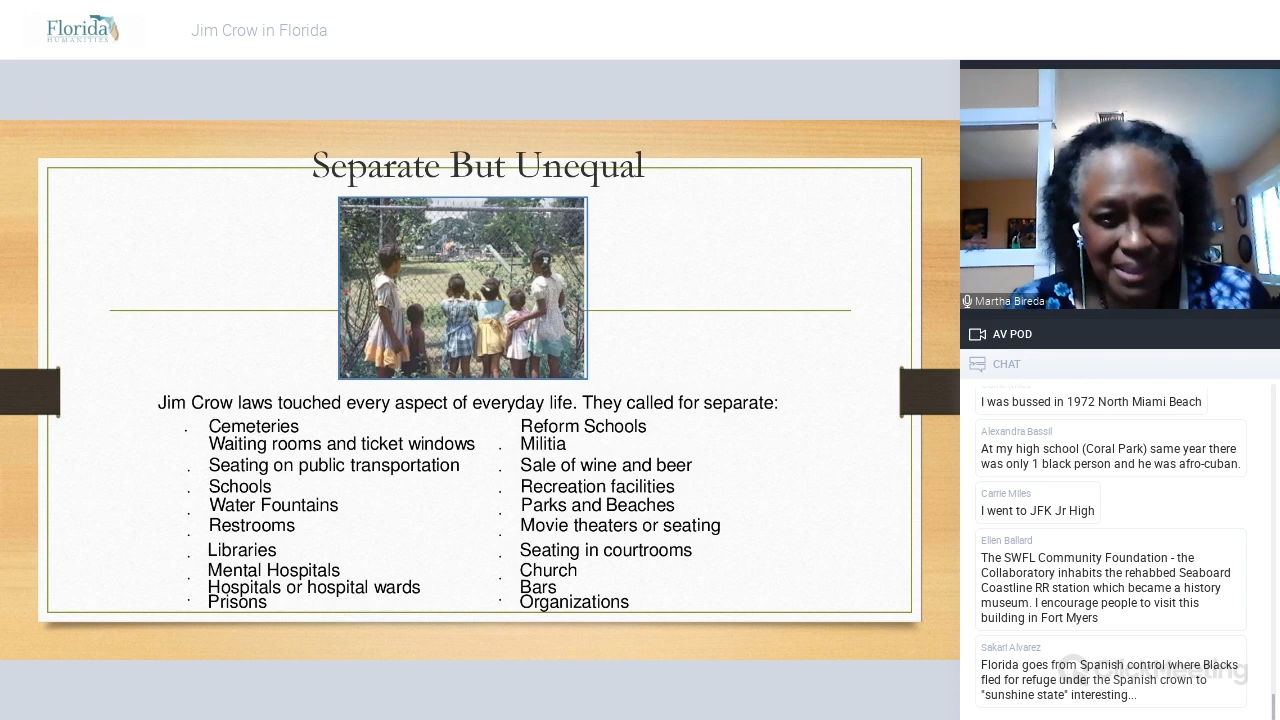 Florida
HUMANITIES
Jim Crow in Florida
Separate But Unequal
Jim Crow laws touched every aspect of everyday life. They called for separate:
Cemeteries
Waiting rooms and ticket windows
Seating on public transportation
Schools
Water Fountains
Restrooms
Libraries
Mental Hospitals
Hospitals or hospital wards
Prisons
Reform Schools
Militia
Sale of wine and beer
Recreation facilities
Parks and Beaches
Movie theaters or seating
Seating in courtrooms
Church
Bars
Organizations
Martha Bireda
AV POD
CHAT
I was bussed in 1972 North Miami Beach
Alexandra Bassil
At my high school (Coral Park) same year there
was only 1 black person and he was afro-cuban.
Carrie Miles
I went to JFK Jr High
Ellen Ballard
The SWFL Community Foundation - the
Collaboratory inhabits the rehabbed Seaboard
Coastline RR station which became a history
museum. I encourage people to visit this
building in Fort Myers
Sakari Alvarez
Florida goes from Spanish control where Blacks
fled for refuge under the Spanish crown to
"sunshine state" interesting...
ClickMeeting